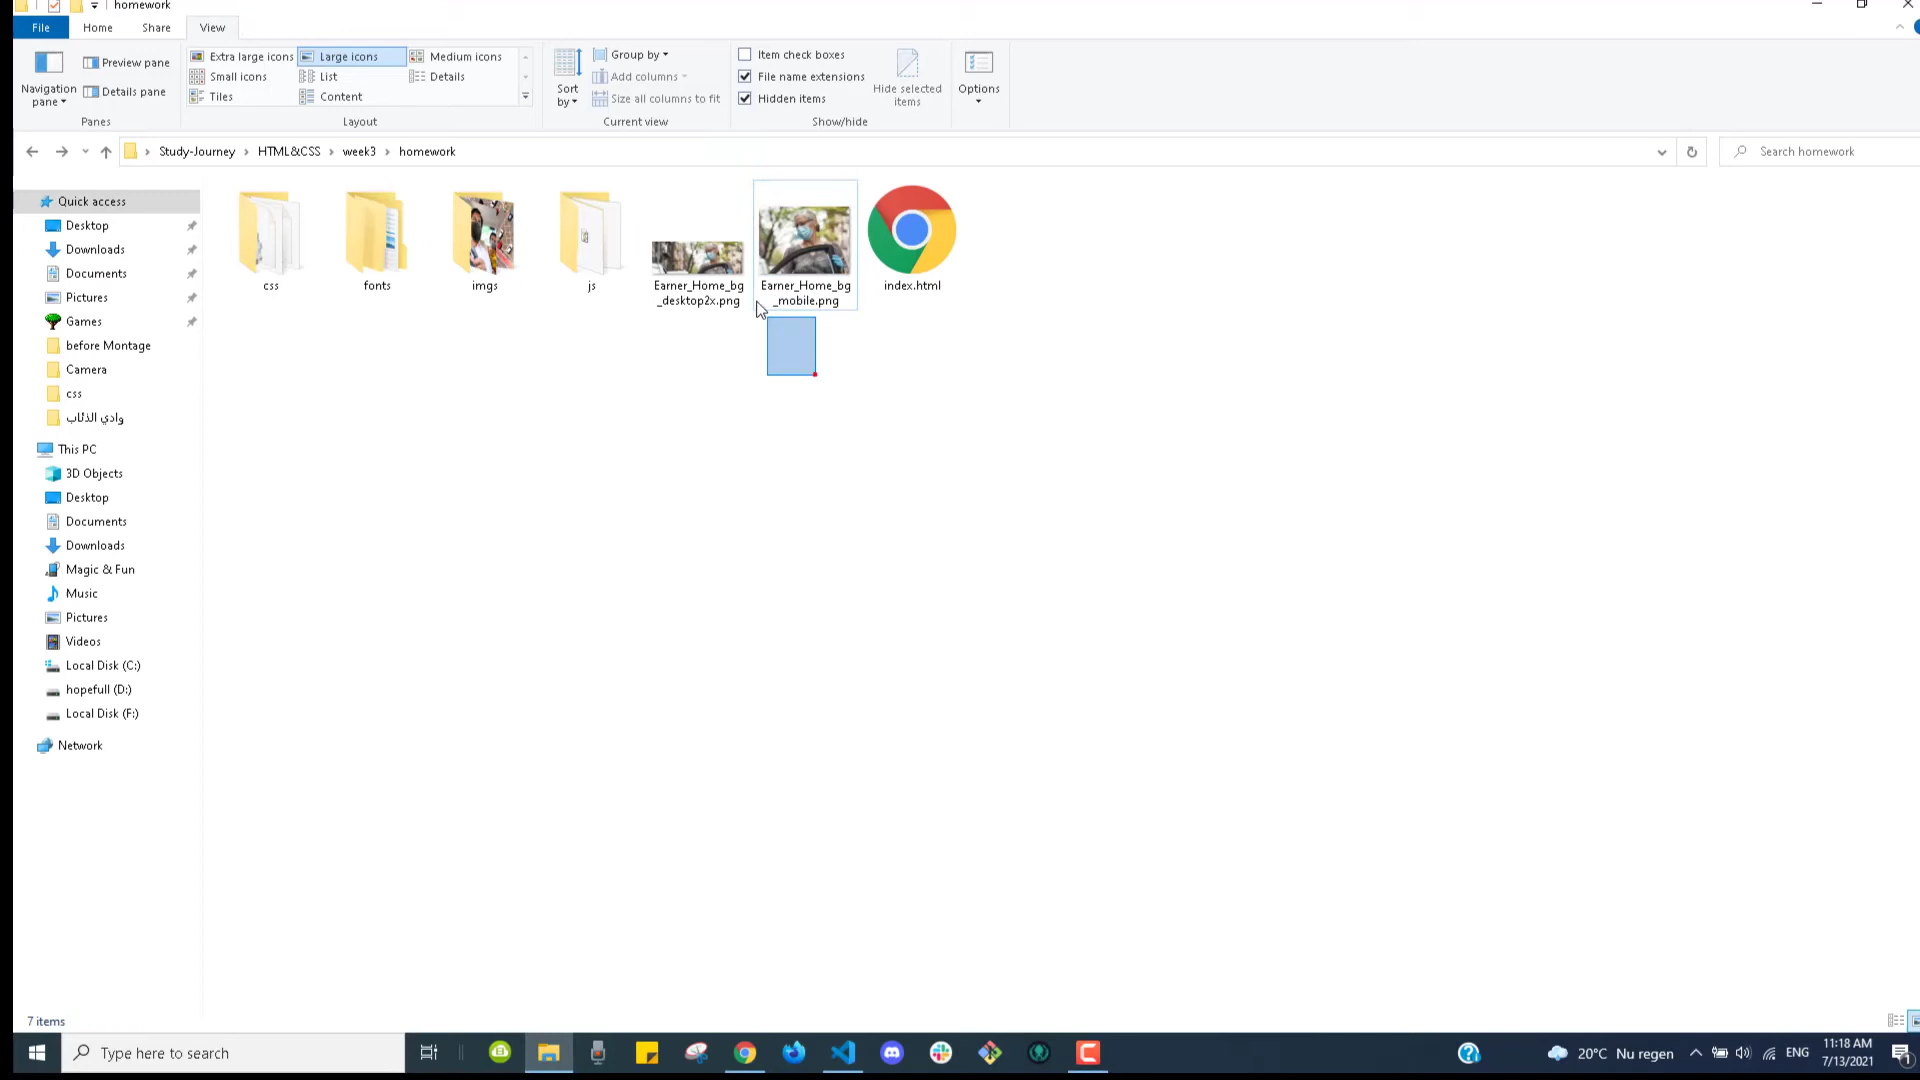 homework
File Home Share View
Navigation pane
Preview pane
Details pane
Panes
Extra large icons Large icons Medium icons
Small icons List Details
Tiles Content
Layout
Sort by
Group by
Add columns
Size all columns to fit
Current view
Item check boxes
File name extensions
Hidden items
Hide selected items
Show/hide
Options
Study-Journey › HTML&CSS › week3 › homework
Search homework
Quick access
Desktop
Downloads
Documents
Pictures
Games
before Montage
Camera
css
وادي الذئاب
This PC
3D Objects
Desktop
Documents
Downloads
Magic & Fun
Music
Pictures
Videos
Local Disk (C:)
hopefull (D:)
Local Disk (F:)
Network
css
fonts
imgs
js
Earner_Home_bg
_desktop2x.png
Earner_Home_bg
_mobile.png
index.html
7 items
Type here to search
20°C Nu regen
ENG
11:18 AM
7/13/2021
1